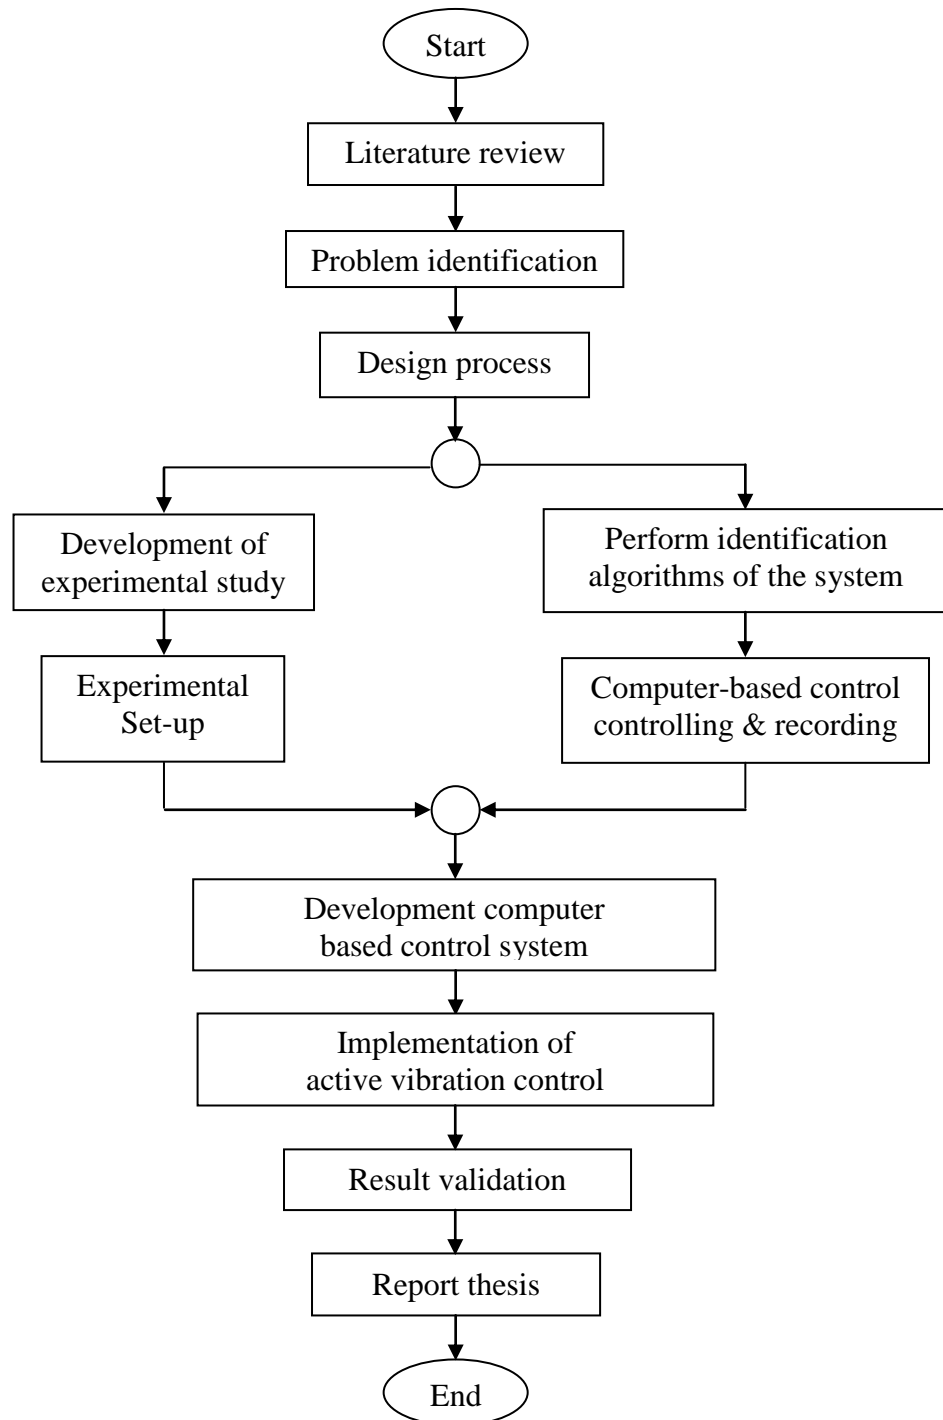 Start
Literature review
Problem identification
Design process
Development of
experimental study
Perform identification
algorithms of the system
Experimental
Set-up
Computer-based control
controlling & recording
Development computer
based control system
Implementation of
active vibration control
Result validation
Report thesis
End